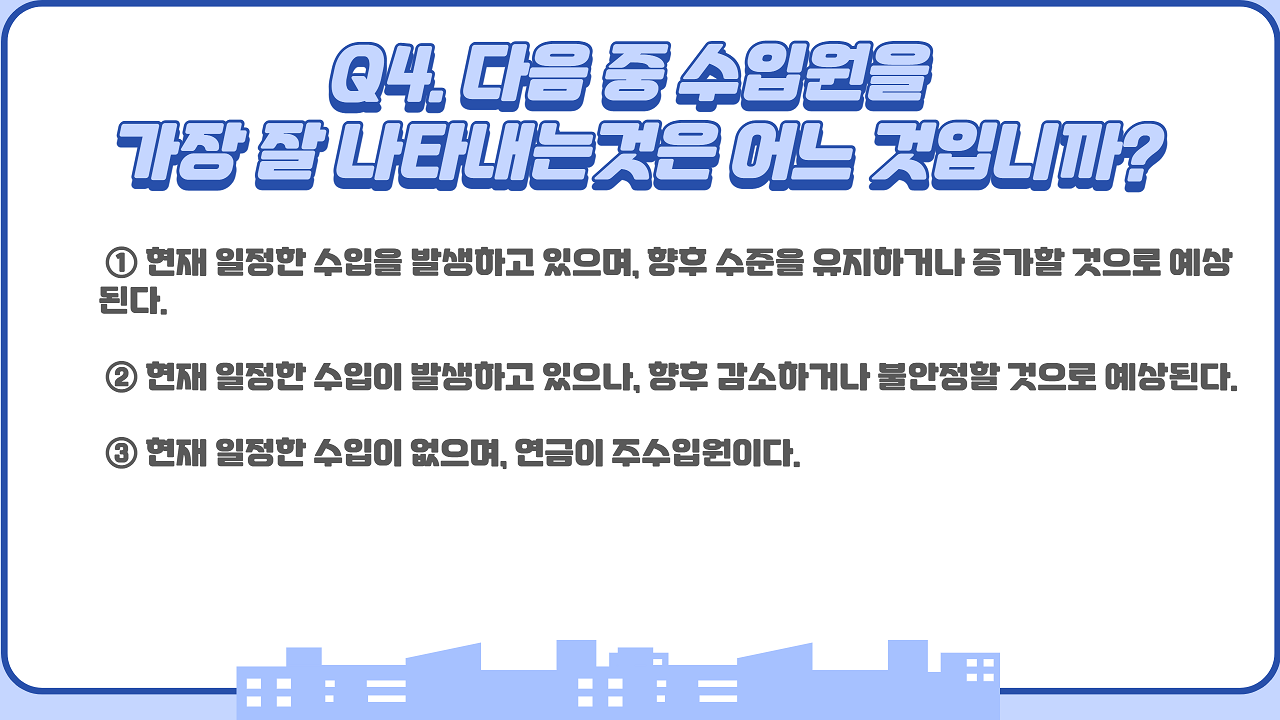 Q4. 다음 중 수입원을
가장 잘 나타내는것은 어느 것입니까?
① 현재 일정한 수입을 발생하고 있으며, 향후 수준을 유지하거나 증가할 것으로 예상
된다.
② 현재 일정한 수입이 발생하고 있으나, 향후 감소하거나 불안정할 것으로 예상된다.
③ 현재 일정한 수입이 없으며, 연금이 주수입원이다.